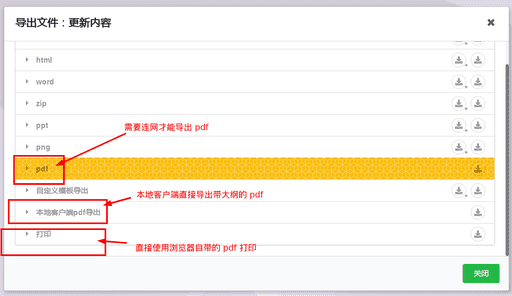 导出文件：更新内容
html
word
zip
ppt
需要连网才能导出 pdf
png
pdf
自定义模板导出
本地客户端直接导出带大纲的 pdf
本地客户端pdf导出
打印
直接使用浏览器自带的 pdf 打印
关闭